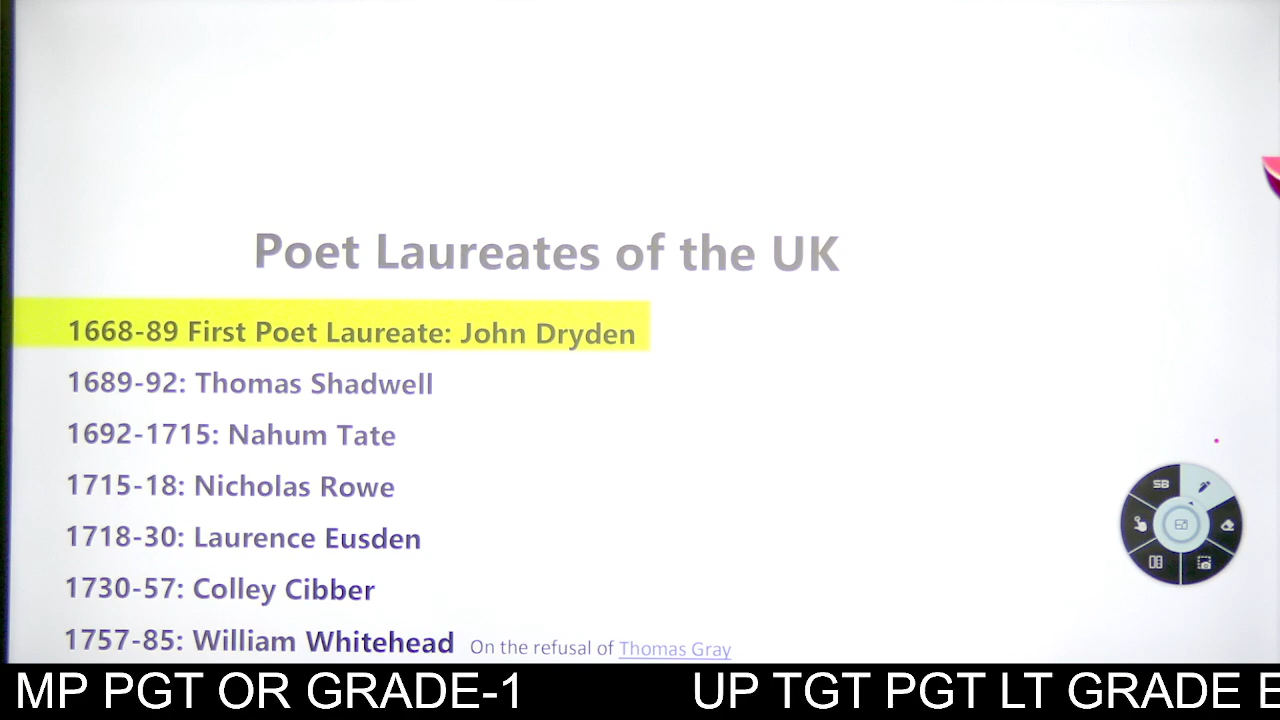 Poet Laureates of the UK
1668-89 First Poet Laureate: John Dryden
1689-92: Thomas Shadwell
1692-1715: Nahum Tate
1715-18: Nicholas Rowe
1718-30: Laurence Eusden
1730-57: Colley Cibber
SB
1757-85: William Whitehead On the refusal of Thomas Gray
MP PGT OR GRADE-1 UP TGT PGT LT GRADE E